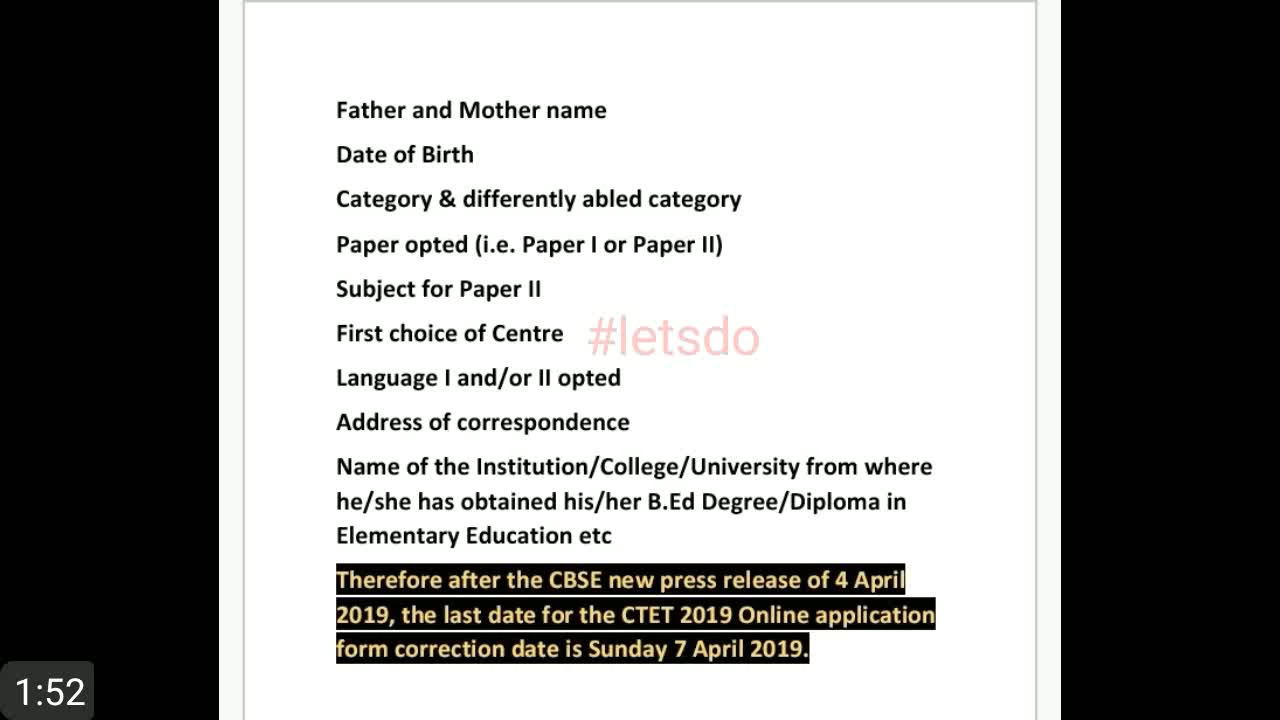 Father and Mother name
Date of Birth
Category & differently abled category
Paper opted (i.e. Paper I or Paper II)
Subject for Paper II
First choice of Centre #letsdo
Language I and/or II opted
Address of correspondence
Name of the Institution/College/University from where
he/she has obtained his/her B.Ed Degree/Diploma in
Elementary Education etc
Therefore after the CBSE new press release of 4 April
2019, the last date for the CTET 2019 Online application
form correction date is Sunday 7 April 2019.
1:52